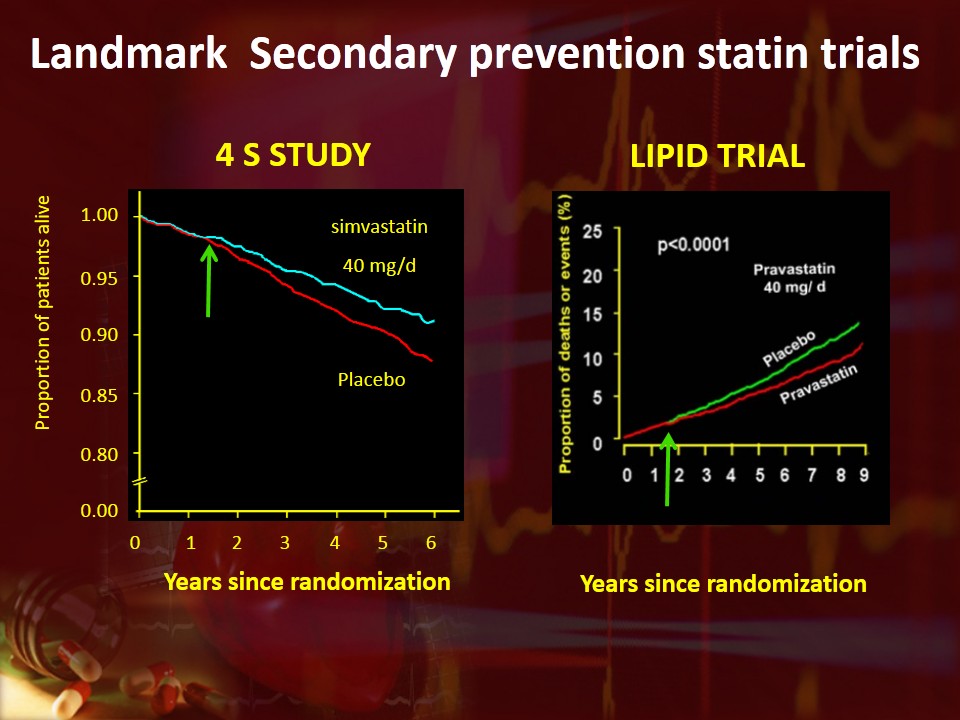 Landmark  Secondary prevention statin trials
4 S STUDY
Proportion of patients alive
1.00
0.95
0.90
0.85
0.80
0.00
simvastatin
40 mg/d
Placebo
0 1 2 3 4 5 6
Years since randomization
LIPID TRIAL
Proportion of deaths or events (%)
25
20
15
10
5
0
p<0.0001
Pravastatin
40 mg/ d
Placebo
Pravastatin
0 1 2 3 4 5 6 7 8 9
Years since randomization